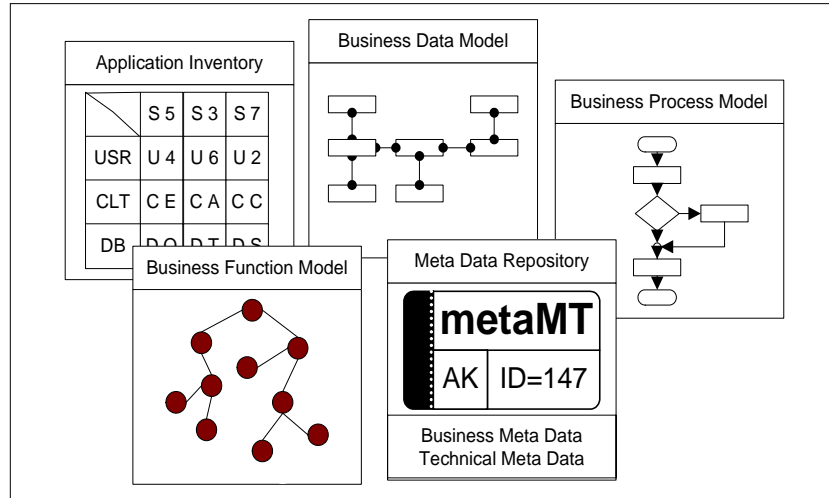 Application Inventory
S 5 S 3 S 7
USR U 4 U 6 U 2
CLT C E C A C C
DB
Business Data Model
Business Process Model
Business Function Model
Meta Data Repository
metaMT
AK ID=147
Business Meta Data
Technical Meta Data